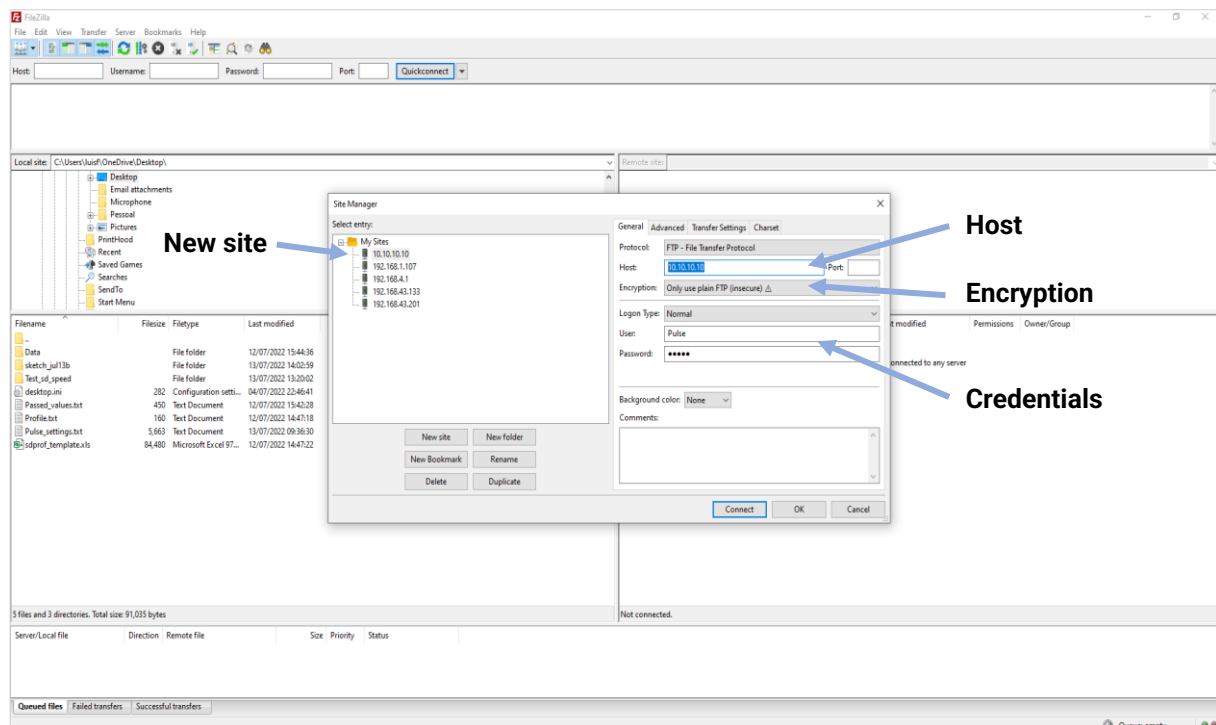 FileZilla
File Edit View Transfer Server Bookmarks Help
Host: Username: Password: Port: Quickconnect
Local site: C:\Users\luisf\OneDrive\Desktop\
Remote site:
Desktop
Email attachments
Microphone
Pessoal
Pictures
PrintHood
Recent
Saved Games
Searches
SendTo
Start Menu
New site
Site Manager
Select entry:
My Sites
10.10.10.10
192.168.1.107
192.168.4.1
192.168.43.133
192.168.43.201
New site New folder
New Bookmark Rename
Delete Duplicate
General Advanced Transfer Settings Charset
Protocol: FTP - File Transfer Protocol
Host: 10.10.10.10 Port:
Encryption: Only use plain FTP (insecure)
Logon Type: Normal
User: Pulse
Password: •••••
Background color: None
Comments:
Connect OK Cancel
Host
Encryption
Credentials
Filename Filesize Filetype Last modified
..
Data File folder 12/07/2022 15:44:36
sketch_jul13b File folder 13/07/2022 14:02:59
Test_sd_speed File folder 13/07/2022 13:20:02
desktop.ini 282 Configuration setti... 04/07/2022 22:46:41
Passed_values.txt 450 Text Document 12/07/2022 15:42:28
Profile.txt 160 Text Document 12/07/2022 14:47:18
Pulse_settings.txt 5,663 Text Document 13/07/2022 09:36:30
sdprof_template.xls 84,480 Microsoft Excel 97... 12/07/2022 14:47:22
5 files and 3 directories. Total size: 91,035 bytes
t modified Permissions Owner/Group
onnected to any server
Not connected.
Server/Local file Direction Remote file Size Priority Status
Queued files Failed transfers Successful transfers